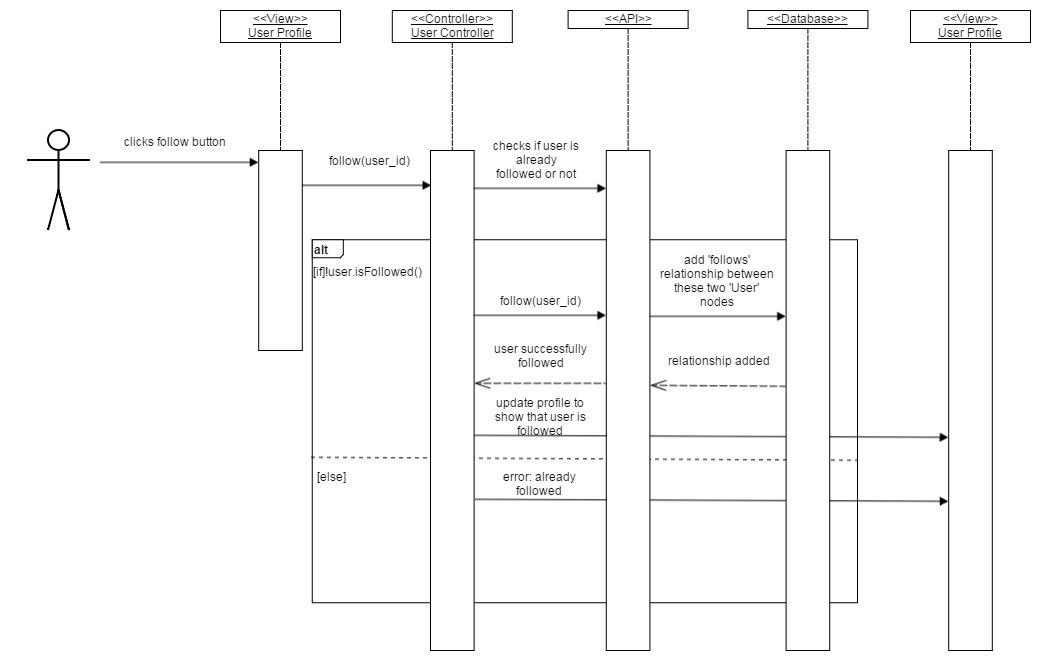 <<View>>
User Profile
<<Controller>>
User Controller
<<API>>
<<Database>>
<<View>>
User Profile
clicks follow button
follow(user_id)
checks if user is
already
followed or not
alt
[if]!user.isFollowed()
follow(user_id)
add 'follows'
relationship between
these two 'User'
nodes
user successfully
followed
relationship added
update profile to
show that user is
followed
[else]
error: already
followed